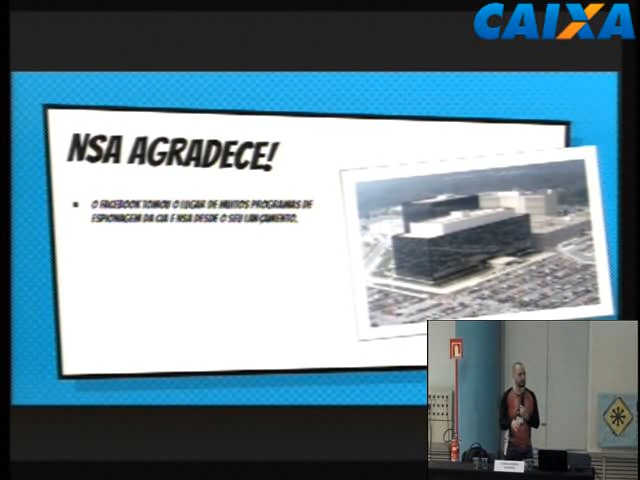 CAIXA
NSA AGRADECE!
O FACEBOOK TOMOU O LUGAR DE MUITOS PROGRAMAS DE
ESPIONAGEM DA CIA E NSA DESDE O SEU LANÇAMENTO.